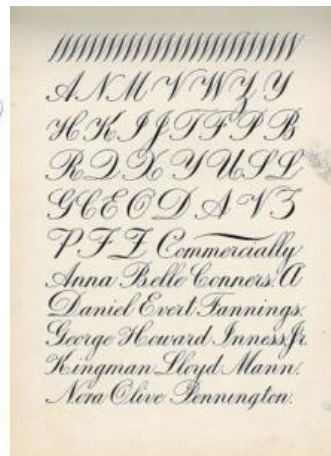 A N M V W Z Y
H K I J T F P B
R Q X Y U S L
G C E O D A V Z
P F Z Commercially
Anna Belle Conners. A
Daniel Evert Fannings.
George Howard Inness, Jr.
Kingman Lloyd Mann.
Nora Olive Pennington.